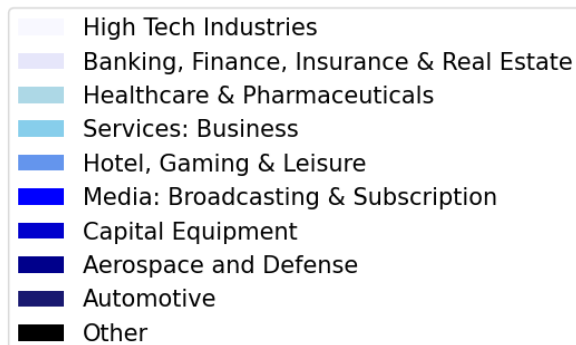 High Tech Industries
Banking, Finance, Insurance & Real Estate
Healthcare & Pharmaceuticals
Services: Business
Hotel, Gaming & Leisure
Media: Broadcasting & Subscription
Capital Equipment
Aerospace and Defense
Automotive
Other